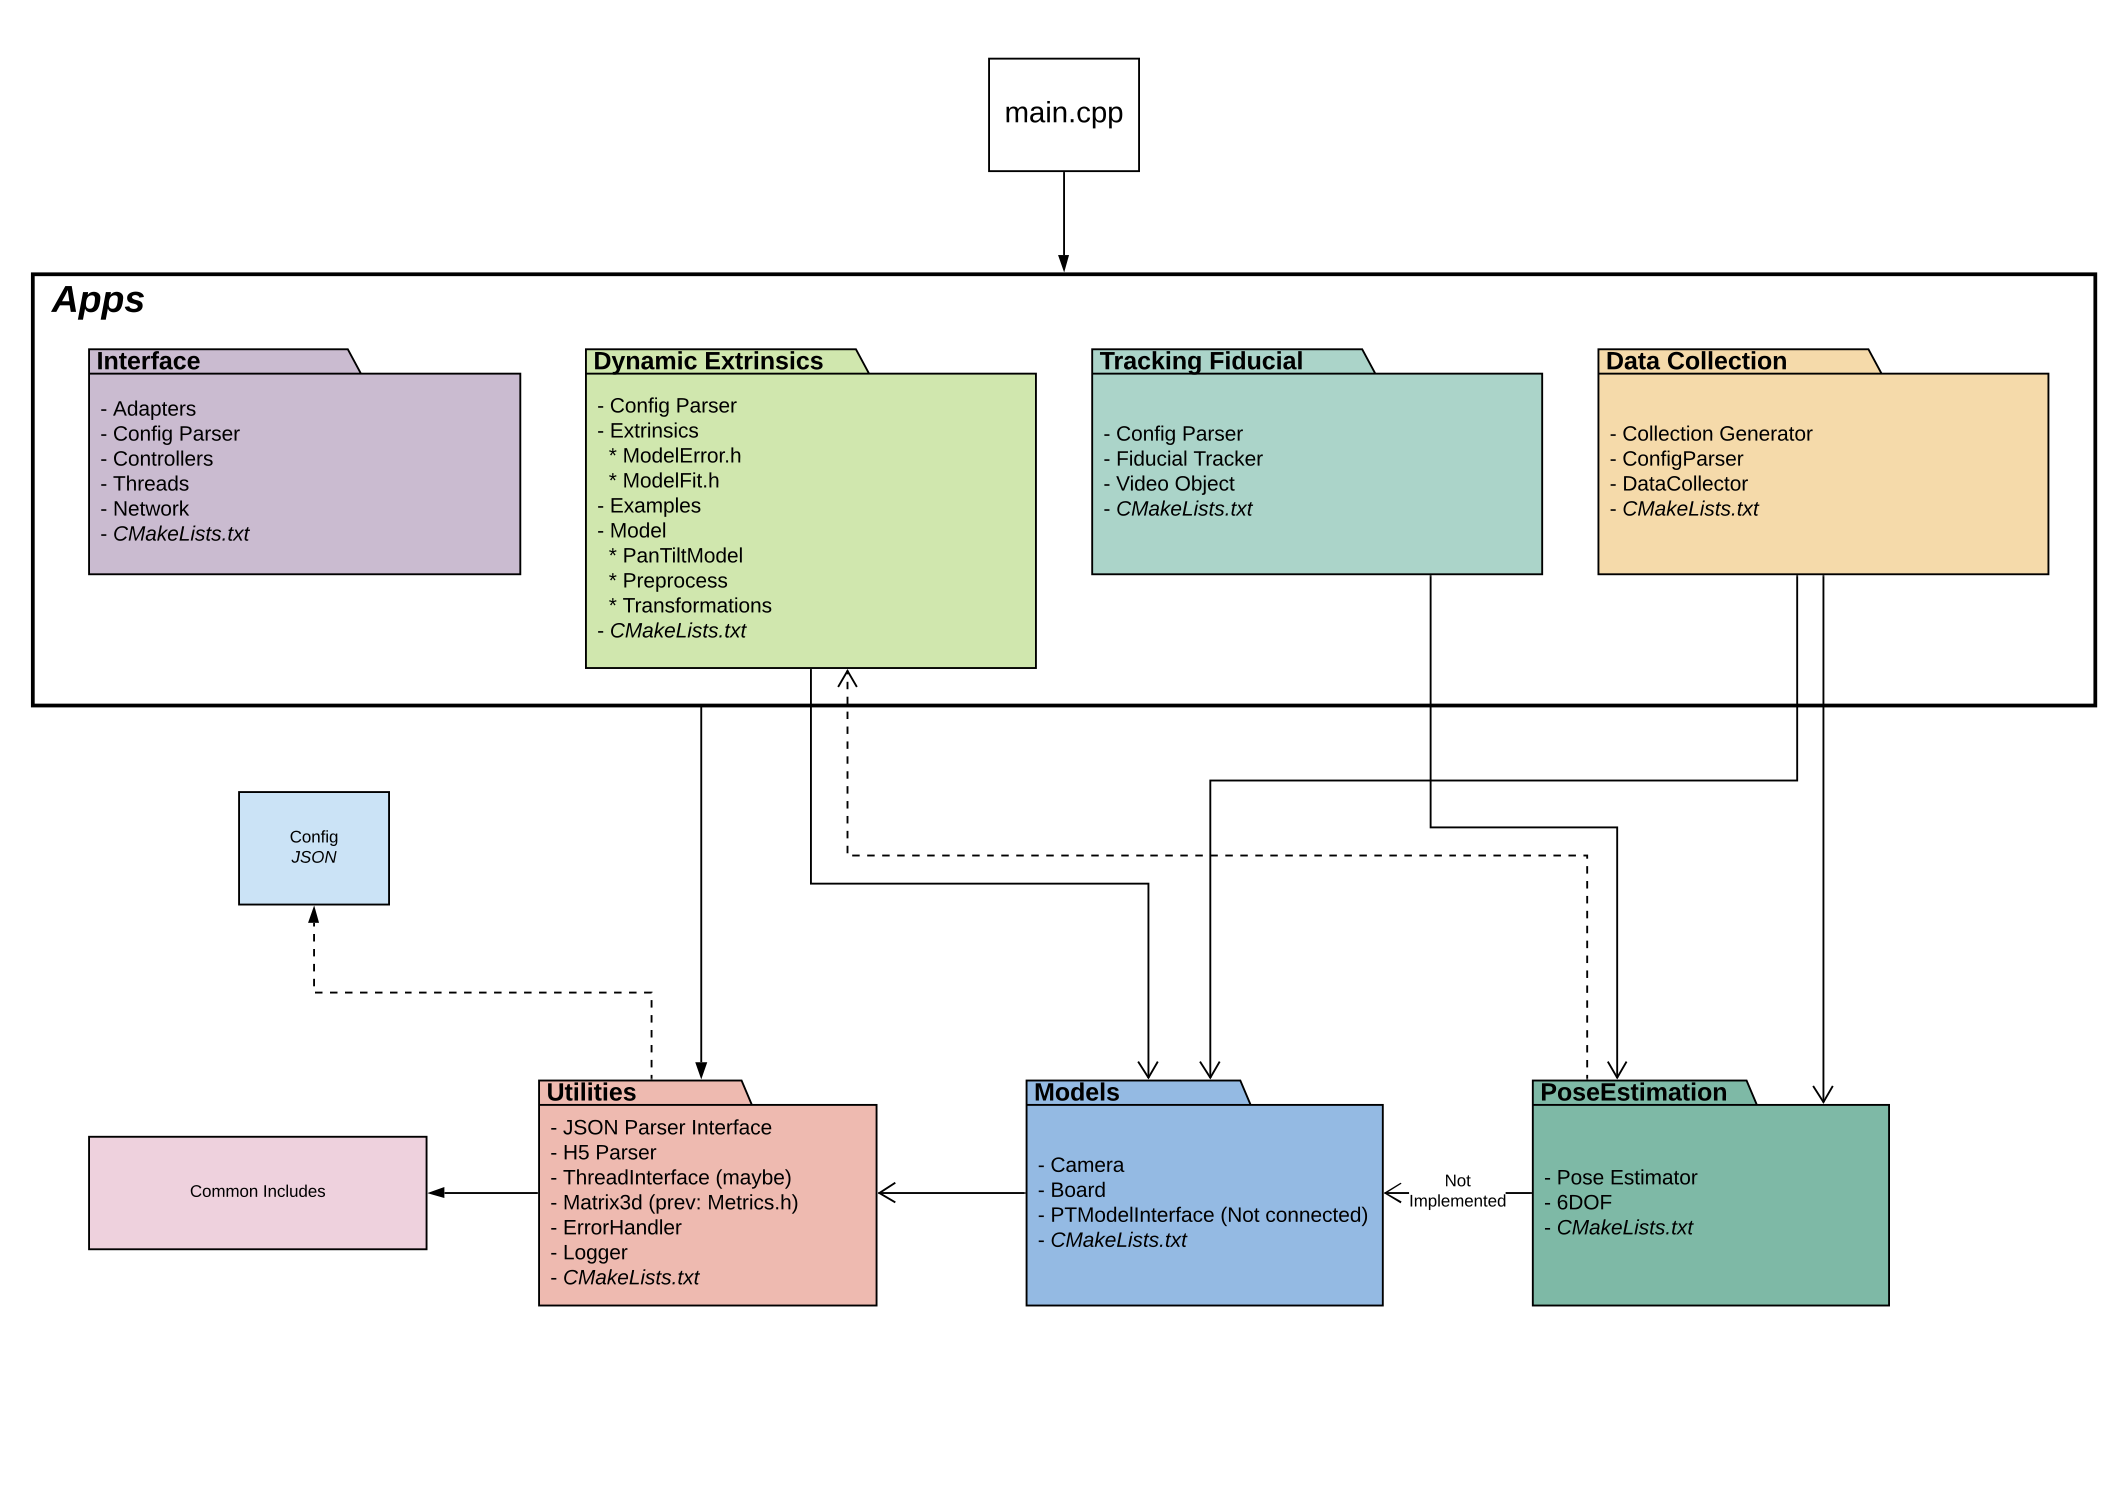 main.cpp
Apps
Interface
- Adapters
- Config Parser
- Controllers
- Threads
- Network
- CMakeLists.txt
Dynamic Extrinsics
- Config Parser
- Extrinsics
* ModelError.h
* ModelFit.h
- Examples
- Model
* PanTiltModel
* Preprocess
* Transformations
- CMakeLists.txt
Tracking Fiducial
- Config Parser
- Fiducial Tracker
- Video Object
- CMakeLists.txt
Data Collection
- Collection Generator
- ConfigParser
- DataCollector
- CMakeLists.txt
Config
JSON
Common Includes
Utilities
- JSON Parser Interface
- H5 Parser
- ThreadInterface (maybe)
- Matrix3d (prev: Metrics.h)
- ErrorHandler
- Logger
- CMakeLists.txt
Models
- Camera
- Board
- PTModelInterface (Not connected)
- CMakeLists.txt
Not
Implemented
PoseEstimation
- Pose Estimator
- 6DOF
- CMakeLists.txt